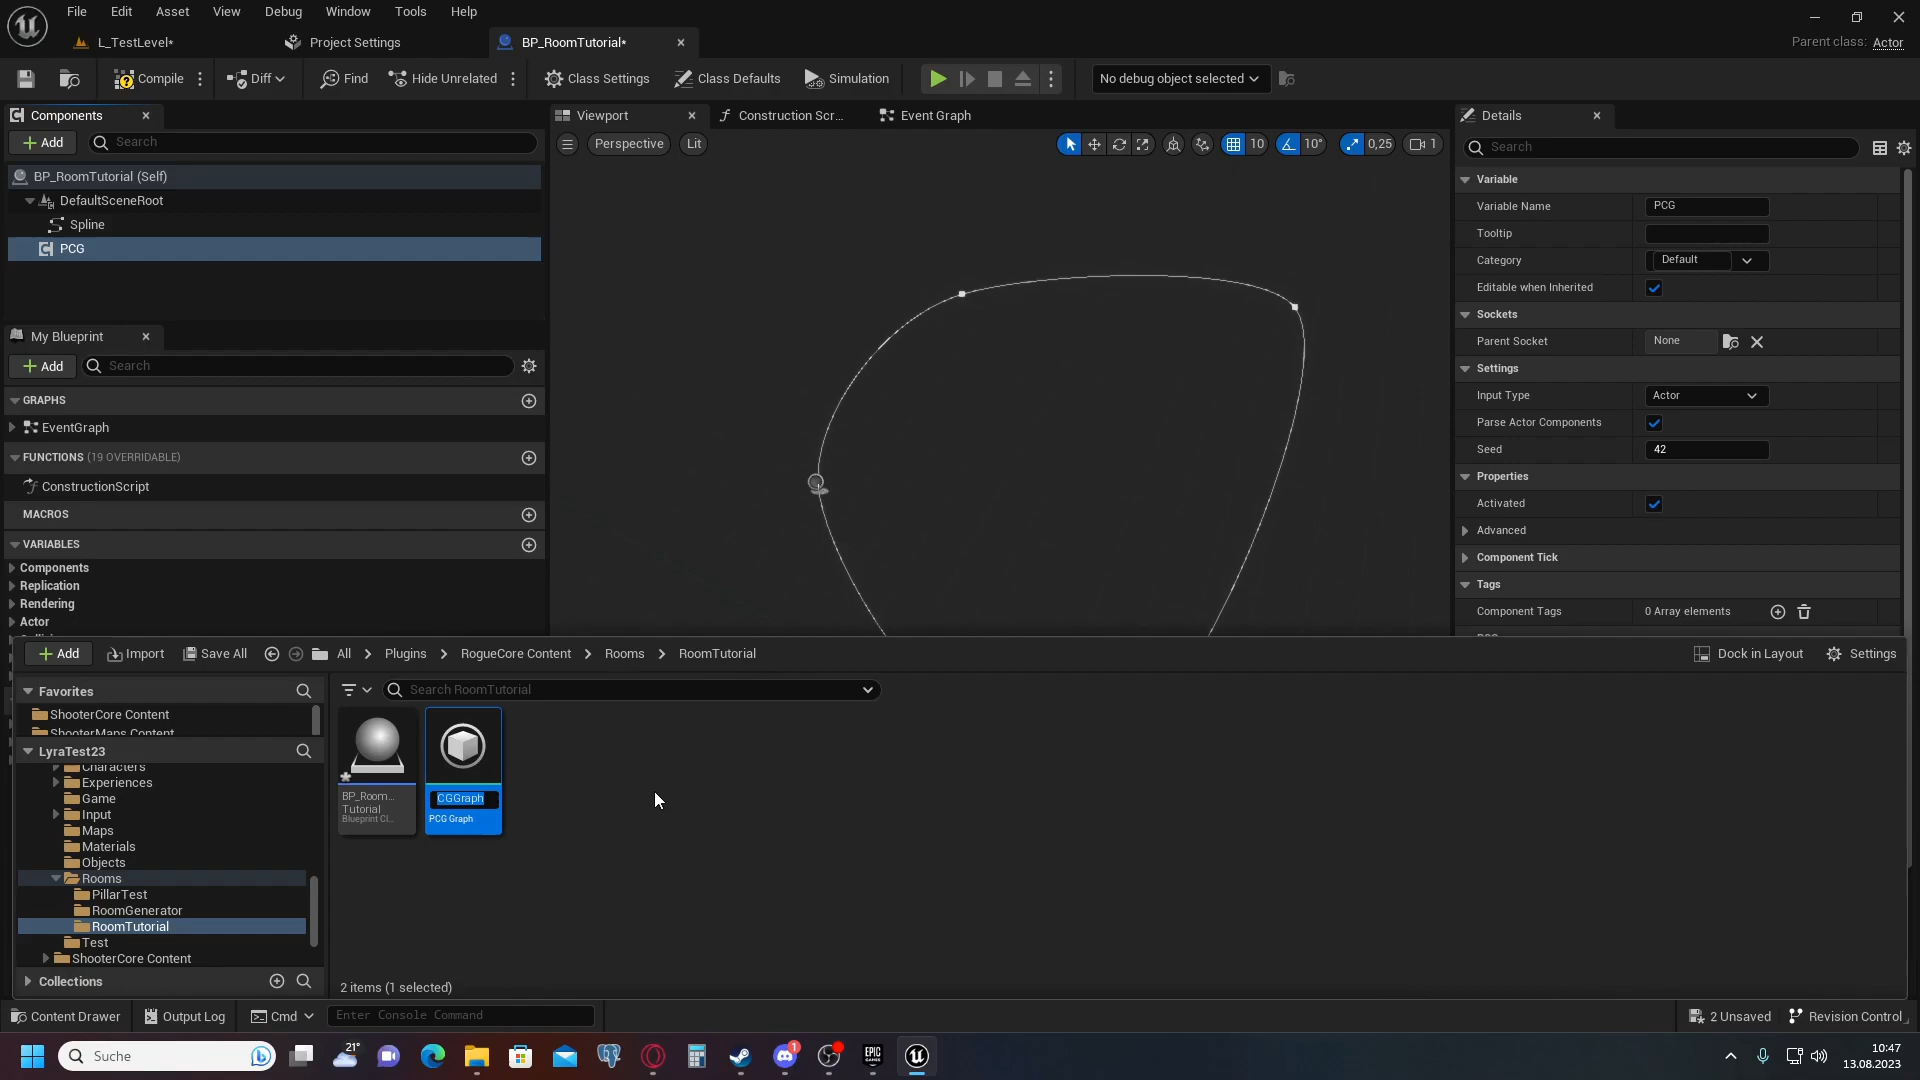 File Edit Asset View Debug Window Tools Help
L_TestLevel* Project Settings BP_RoomTutorial* Parent class: Actor
Compile Diff Find Hide Unrelated Class Settings Class Defaults Simulation No debug object selected
Components
Add Search
BP_RoomTutorial (Self)
DefaultSceneRoot
Spline
PCG
My Blueprint
Add Search
GRAPHS
EventGraph
FUNCTIONS (19 OVERRIDABLE)
ConstructionScript
MACROS
VARIABLES
Components
Replication
Rendering
Actor
Viewport Construction Scr... Event Graph
Perspective Lit 10 10° 0,25 1
Details
Search
Variable
Variable Name PCG
Tooltip
Category Default
Editable when Inherited
Sockets
Parent Socket None
Settings
Input Type Actor
Parse Actor Components
Seed 42
Properties
Activated
Advanced
Component Tick
Tags
Component Tags 0 Array elements
Add Import Save All All Plugins RogueCore Content Rooms RoomTutorial Dock in Layout Settings
Favorites
ShooterCore Content
ShooterMaps Content
LyraTest23
Characters
Experiences
Game
Input
Maps
Materials
Objects
Rooms
PillarTest
RoomGenerator
RoomTutorial
Test
ShooterCore Content
Collections
Search RoomTutorial
BP_Room...
Tutorial
Blueprint Cl...
CGGraph
PCG Graph
2 items (1 selected)
Content Drawer Output Log Cmd Enter Console Command 2 Unsaved Revision Control
Suche 21° 1 EPIC GAMES 10:47
13.08.2023